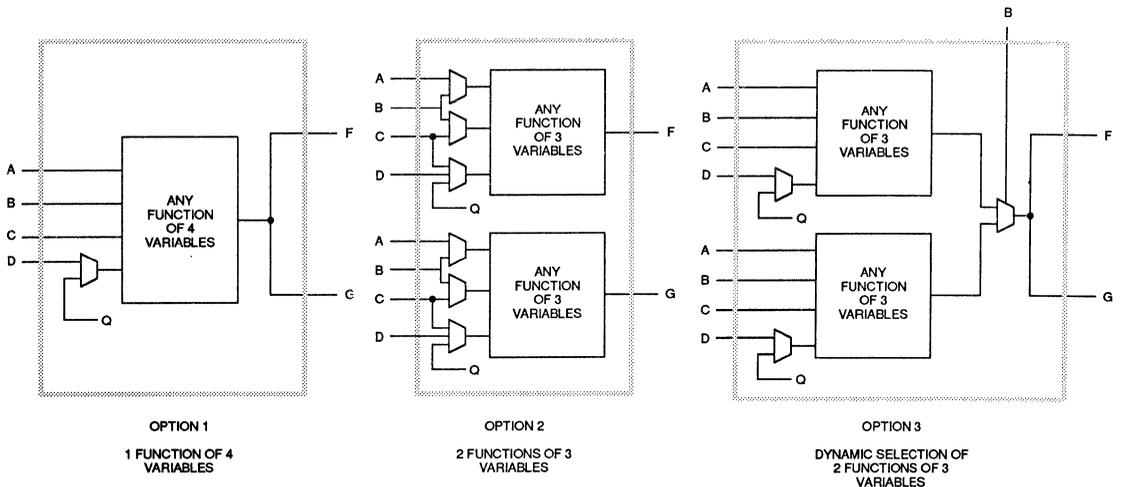 A
B
C
D
Q
ANY
FUNCTION
OF 4
VARIABLES
F
G
OPTION 1
1 FUNCTION OF 4
VARIABLES
A
B
C
D
Q
ANY
FUNCTION
OF 3
VARIABLES
F
A
B
C
D
Q
ANY
FUNCTION
OF 3
VARIABLES
G
OPTION 2
2 FUNCTIONS OF 3
VARIABLES
B
A
B
C
D
Q
ANY
FUNCTION
OF 3
VARIABLES
F
A
B
C
D
Q
ANY
FUNCTION
OF 3
VARIABLES
G
OPTION 3
DYNAMIC SELECTION OF
2 FUNCTIONS OF 3
VARIABLES